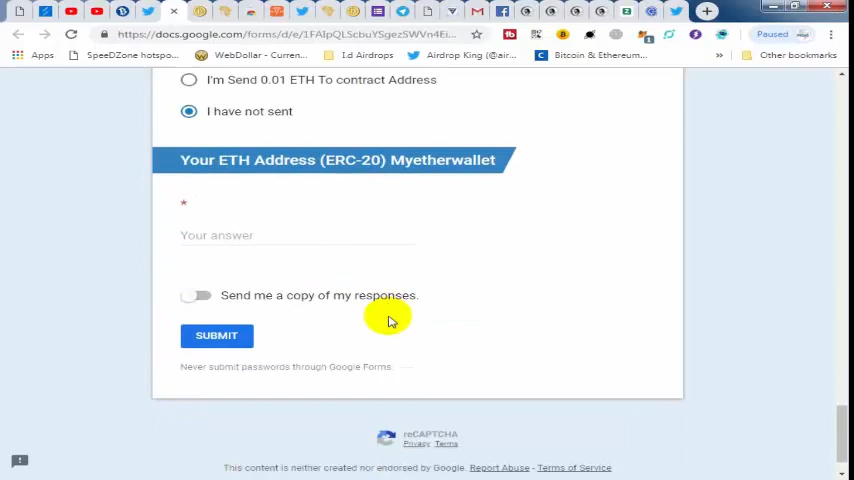 https://docs.google.com/forms/d/e/1FAIpQLScbuYSgezSWVn4Ei...
Paused
Apps
SpeeDZone hotspo...
WebDollar - Curren...
I.d Airdrops
Airdrop King (@air...
Bitcoin & Ethereum...
»
Other bookmarks
I'm Send 0.01 ETH To contract Address
I have not sent
Your ETH Address (ERC-20) Myetherwallet
*
Your answer
Send me a copy of my responses.
SUBMIT
Never submit passwords through Google Forms.
reCAPTCHA
Privacy Terms
This content is neither created nor endorsed by Google. Report Abuse - Terms of Service